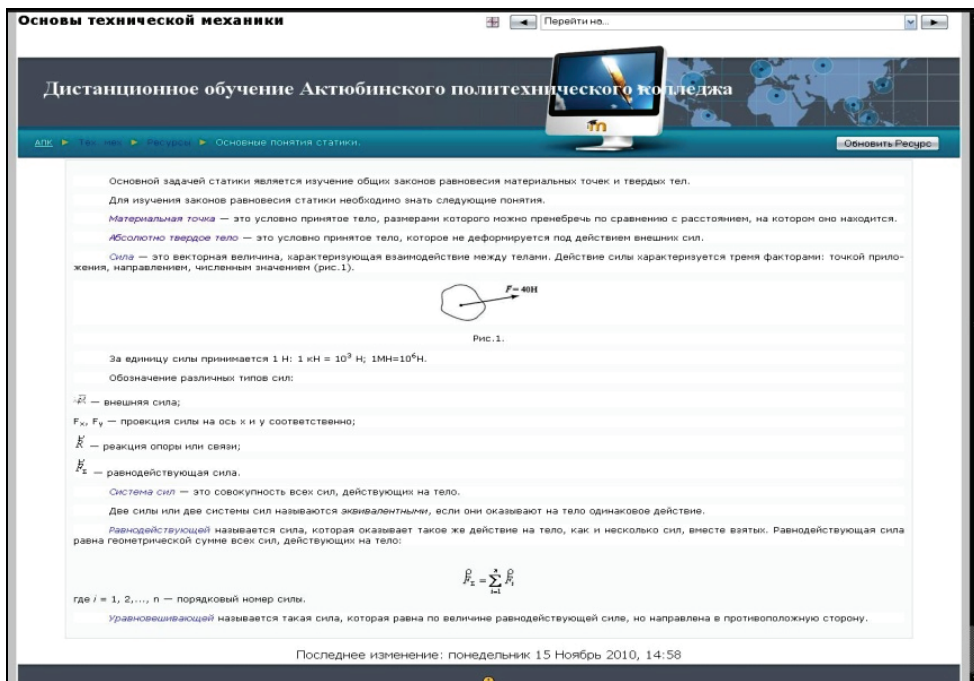 Основы технической механики
Перейти на...
Дистанционное обучение Актюбинского политехнического колледжа
АПК ► Тех. мех ► Ресурсы ► Основные понятия статики.
Обновить Ресурс
Основной задачей статики является изучение общих законов равновесия материальных точек и твердых тел.
Для изучения законов равновесия статики необходимо знать следующие понятия.
Материальная точка — это условно принятое тело, размерами которого можно пренебречь по сравнению с расстоянием, на котором оно находится.
Абсолютно твердое тело — это условно принятое тело, которое не деформируется под действием внешних сил.
Сила — это векторная величина, характеризующая взаимодействие между телами. Действие силы характеризуется тремя факторами: точкой прило-
жения, направлением, численным значением (рис.1).
F = 40Н
Рис.1.
За единицу силы принимается 1 Н: 1 кН = 10³ Н; 1МН=10⁶Н.
Обозначение различных типов сил:
— внешняя сила;
Fx, Fy — проекция силы на ось x и y соответственно;
R — реакция опоры или связи;
FΣ — равнодействующая сила.
Система сил — это совокупность всех сил, действующих на тело.
Две силы или две системы сил называются эквивалентными, если они оказывают на тело одинаковое действие.
Равнодействующей называется сила, которая оказывает такое же действие на тело, как и несколько сил, вместе взятых. Равнодействующая сила
равна геометрической сумме всех сил, действующих на тело:
FΣ = Σ Fi
где i = 1, 2,..., n — порядковый номер силы.
Уравновешивающей называется такая сила, которая равна по величине равнодействующей силе, но направлена в противоположную сторону.
Последнее изменение: понедельник 15 Ноябрь 2010, 14:58